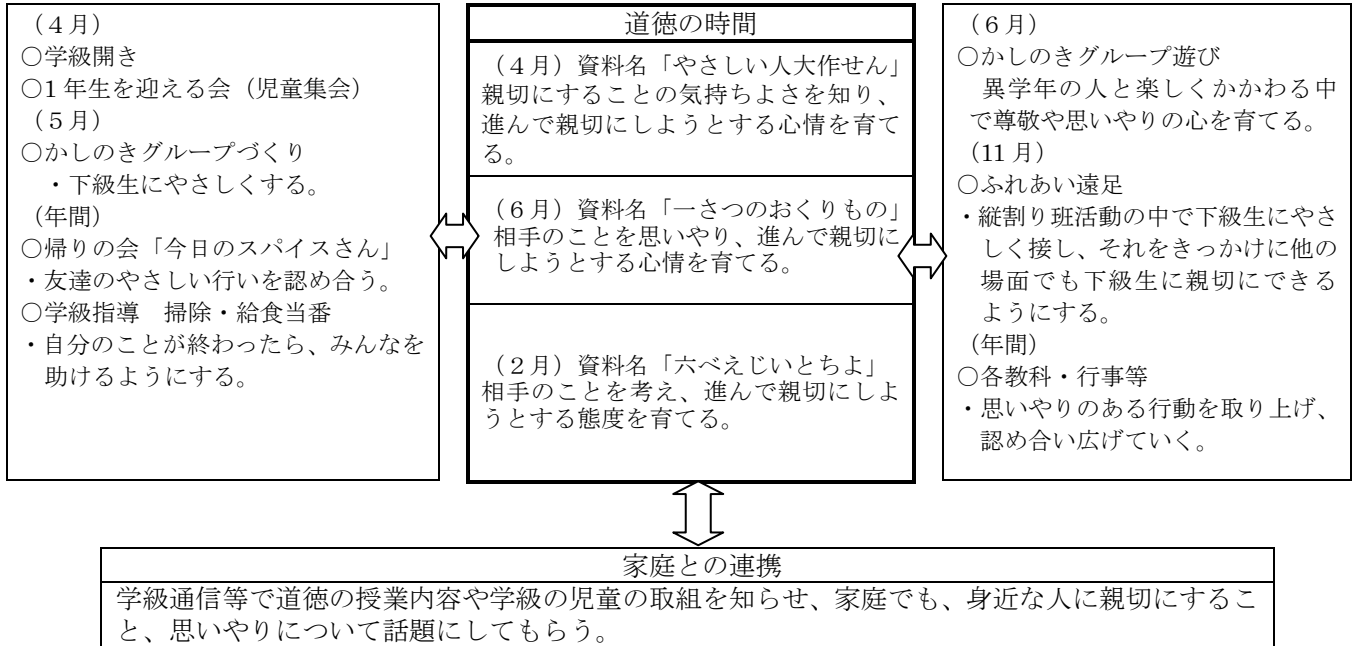 (4月)
○学級開き
○1年生を迎える会(児童集会)
(5月)
○かしのきグループづくり
・下級生にやさしくする。
(年間)
○帰りの会「今日のスパイスさん」
・友達のやさしい行いを認め合う。
○学級指導 掃除・給食当番
・自分のことが終わったら、みんなを
助けるようにする。
道徳の時間
(4月)資料名「やさしい人大作せん」
親切にすることの気持ちよさを知り、
進んで親切にしようとする心情を育て
る。
(6月)資料名「一さつのおくりもの」
相手のことを思いやり、進んで親切に
しようとする心情を育てる。
(2月)資料名「六べえじいとちよ」
相手のことを考え、進んで親切にしよ
うとする態度を育てる。
(6月)
○かしのきグループ遊び
異学年の人と楽しくかかわる中
で尊敬や思いやりの心を育てる。
(11月)
○ふれあい遠足
・縦割り班活動の中で下級生にやさ
しく接し、それをきっかけに他の
場面でも下級生に親切にできる
ようにする。
(年間)
○各教科・行事等
・思いやりのある行動を取り上げ、
認め合い広げていく。
家庭との連携
学級通信等で道徳の授業内容や学級の児童の取組を知らせ、家庭でも、身近な人に親切にするこ
と、思いやりについて話題にしてもらう。